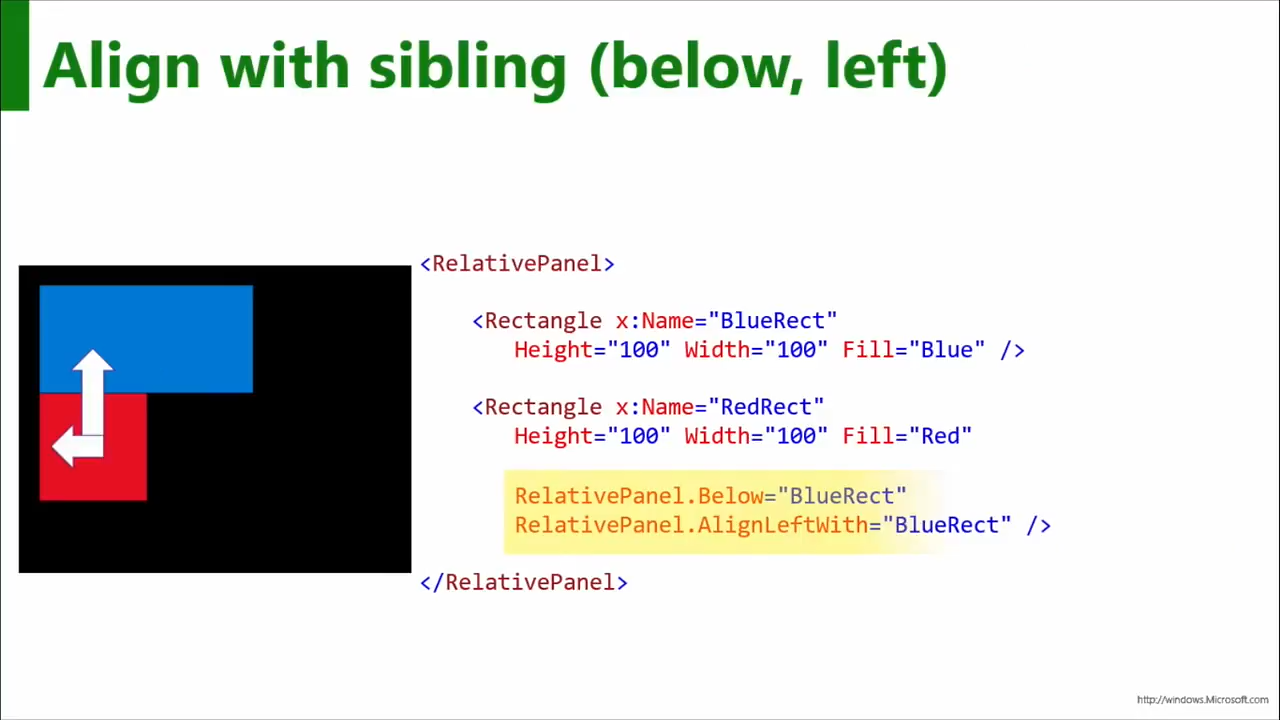 Align with sibling (below, left)
<RelativePanel>
<Rectangle x:Name="BlueRect"
Height="100" Width="100" Fill="Blue" />
<Rectangle x:Name="RedRect"
Height="100" Width="100" Fill="Red"
RelativePanel.Below="BlueRect"
RelativePanel.AlignLeftWith="BlueRect" />
</RelativePanel>
http://windows.Microsoft.com